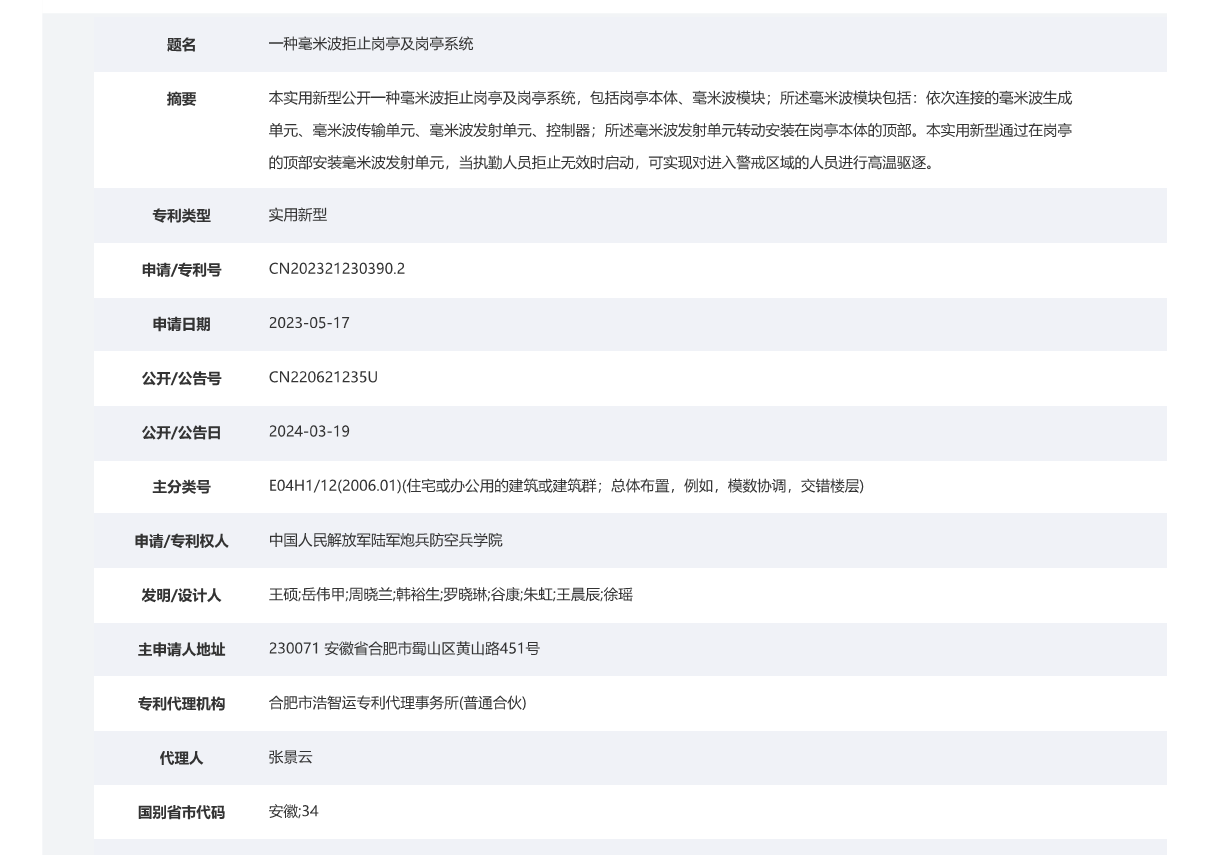 题名 一种毫米波拒止岗亭及岗亭系统
摘要 本实用新型公开一种毫米波拒止岗亭及岗亭系统，包括岗亭本体、毫米波模块；所述毫米波模块包括：依次连接的毫米波生成
单元、毫米波传输单元、毫米波发射单元、控制器；所述毫米波发射单元转动安装在岗亭本体的顶部。本实用新型通过在岗亭
的顶部安装毫米波发射单元，当执勤人员拒止无效时启动，可实现对进入警戒区域的人员进行高温驱逐。
专利类型 实用新型
申请/专利号 CN202321230390.2
申请日期 2023-05-17
公开/公告号 CN220621235U
公开/公告日 2024-03-19
主分类号 E04H1/12(2006.01)(住宅或办公用的建筑或建筑群；总体布置，例如，模数协调，交错楼层)
申请/专利权人 中国人民解放军陆军炮兵防空兵学院
发明/设计人 王硕;岳伟甲;周晓兰;韩裕生;罗晓琳;谷康;朱虹;王晨辰;徐瑶
主申请人地址 230071 安徽省合肥市蜀山区黄山路451号
专利代理机构 合肥市浩智运专利代理事务所(普通合伙)
代理人 张景云
国别省市代码 安徽;34